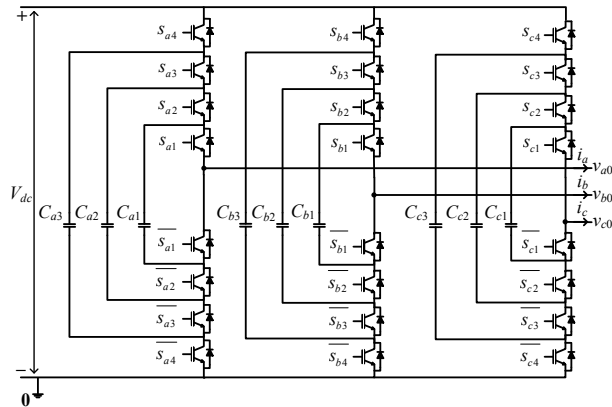 +
s_a4 s_b4 s_c4
s_a3 s_b3 s_c3
s_a2 s_b2 s_c2
s_a1 s_b1 s_c1
i_a
v_a0
V_dc
i_b
v_b0
C_a3 C_a2 C_a1 C_b3 C_b2 C_b1 C_c3 C_c2 C_c1
i_c
v_c0
s̅_a1 s̅_b1 s̅_c1
s̅_a2 s̅_b2 s̅_c2
s̅_a3 s̅_b3 s̅_c3
s̅_a4 s̅_b4 s̅_c4
−
0